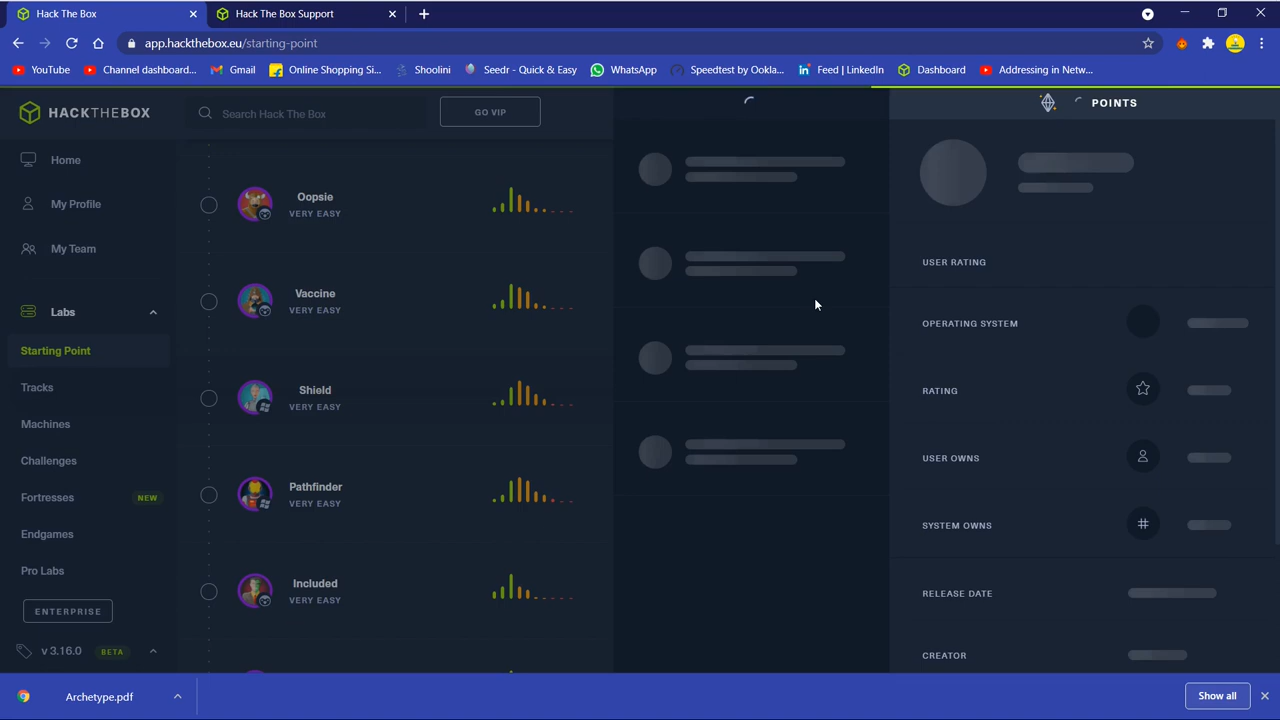 Hack The Box
Hack The Box Support
app.hackthebox.eu/starting-point
YouTube
Channel dashboard...
Gmail
Online Shopping Si...
Shoolini
Seedr - Quick & Easy
WhatsApp
Speedtest by Ookla...
Feed | LinkedIn
Dashboard
Addressing in Netw...
HACKTHEBOX
Search Hack The Box
GO VIP
POINTS
Home
My Profile
My Team
Labs
Starting Point
Tracks
Machines
Challenges
Fortresses
NEW
Endgames
Pro Labs
ENTERPRISE
v 3.16.0
BETA
Oopsie
VERY EASY
Vaccine
VERY EASY
Shield
VERY EASY
Pathfinder
VERY EASY
Included
VERY EASY
USER RATING
OPERATING SYSTEM
RATING
USER OWNS
SYSTEM OWNS
RELEASE DATE
CREATOR
Archetype.pdf
Show all